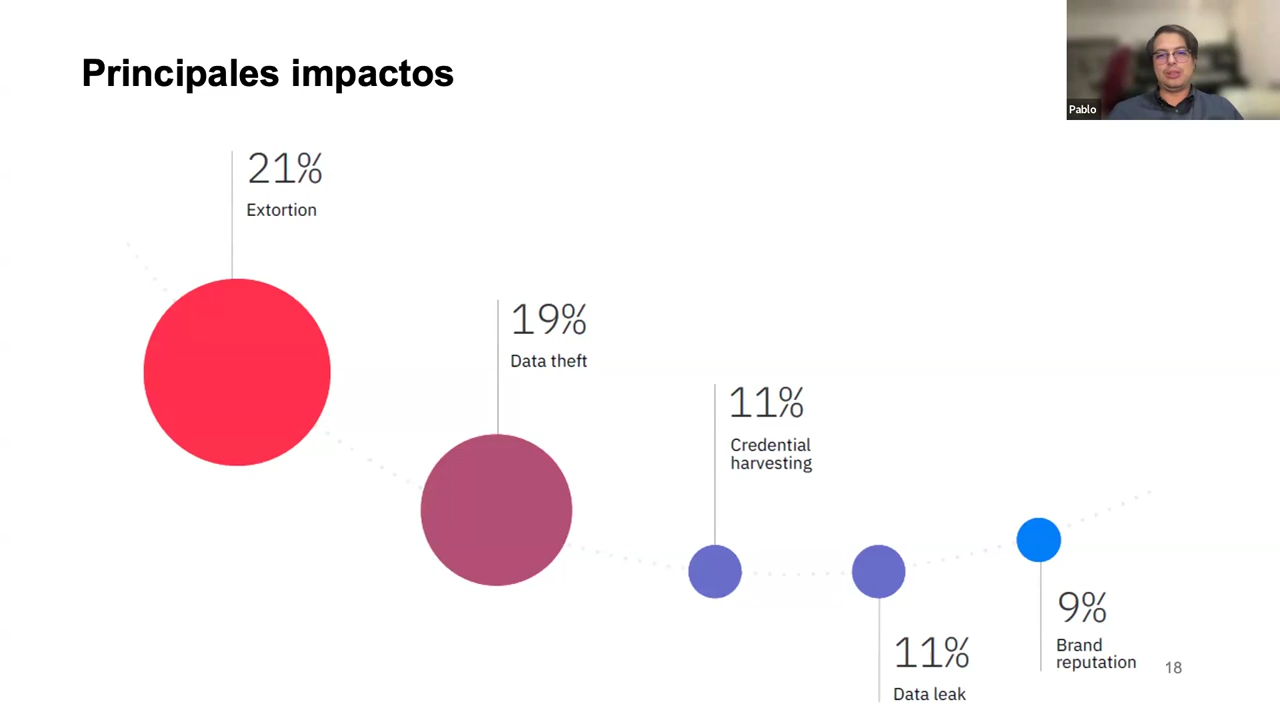 Principales impactos
Pablo
21%
Extortion
19%
Data theft
11%
Credential
harvesting
11%
Data leak
9%
Brand
reputation
18